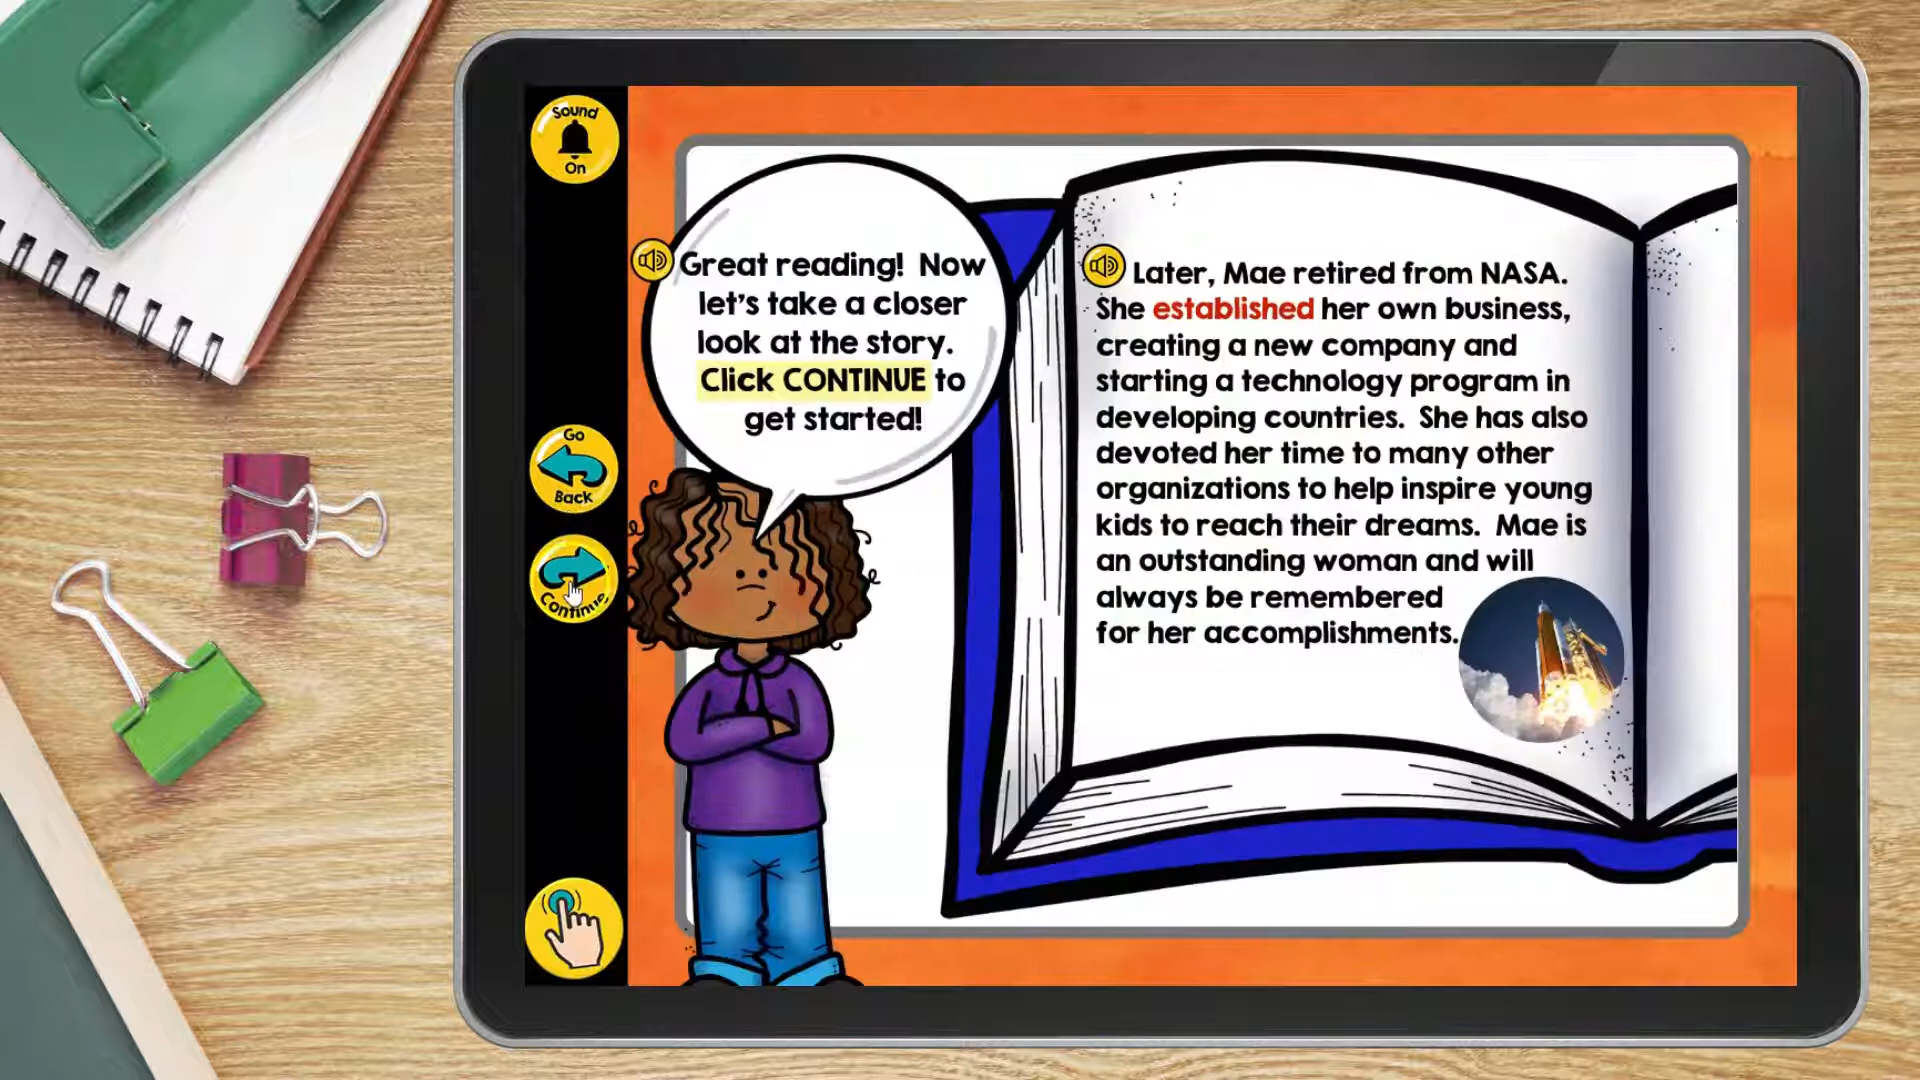 Sound
On
Go
Back
Continue
Great reading! Now
let's take a closer
look at the story.
Click CONTINUE to
get started!
Later, Mae retired from NASA.
She established her own business,
creating a new company and
starting a technology program in
developing countries. She has also
devoted her time to many other
organizations to help inspire young
kids to reach their dreams. Mae is
an outstanding woman and will
always be remembered
for her accomplishments.